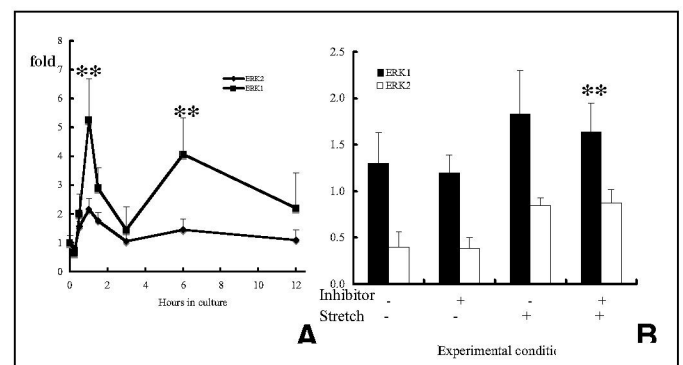 fold
8
7
6
5
4
3
2
1
0
**
**
ERK2
ERK1
0 2 4 6 8 10 12
Hours in culture
A
2.5
2.0
1.5
1.0
0.5
0.0
ERK1
ERK2
**
Inhibitor - + - +
Stretch - - + +
B
Experimental conditic